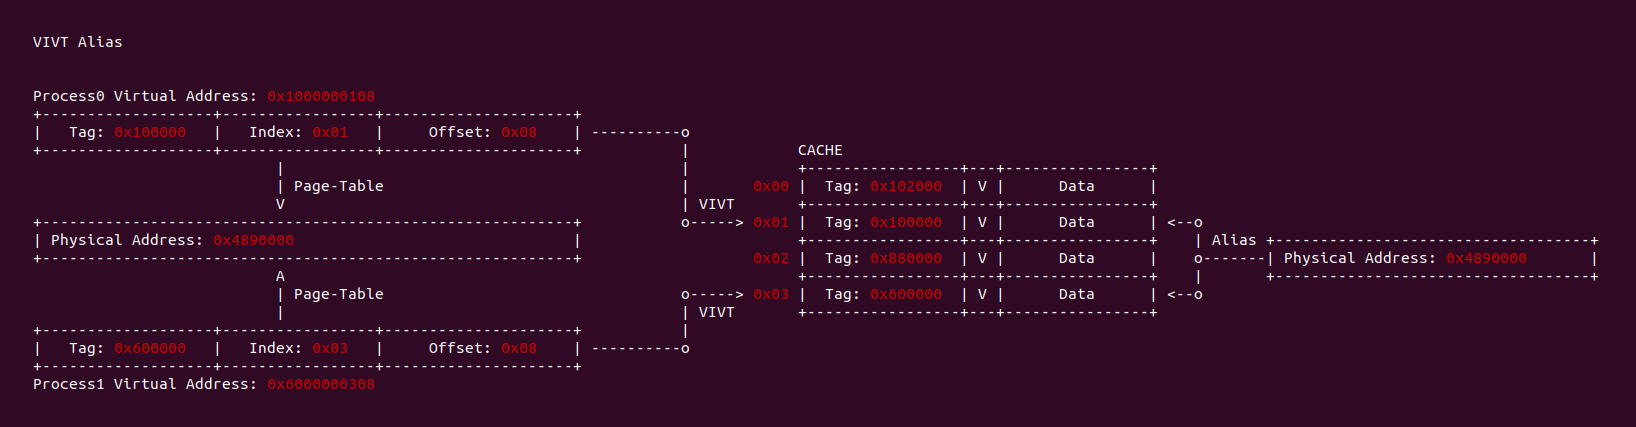 VIVT Alias
Process0 Virtual Address: 0x1000000108
Tag: 0x100000 Index: 0x01 Offset: 0x08
CACHE
Page-Table 0x00 Tag: 0x102000 V Data
V VIVT
0x01 Tag: 0x100000 V Data
Physical Address: 0x4890000 Alias
0x02 Tag: 0x880000 V Data Physical Address: 0x4890000
A
Page-Table 0x03 Tag: 0x600000 V Data
VIVT
Tag: 0x600000 Index: 0x03 Offset: 0x08
Process1 Virtual Address: 0x6000000308